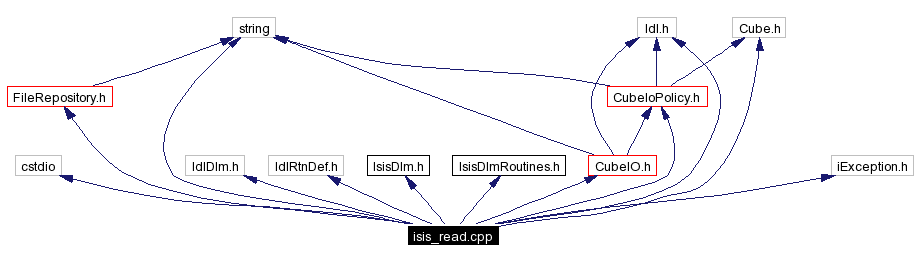 string
Idl.h
Cube.h
FileRepository.h
CubeIoPolicy.h
cstdio
IdlDlm.h
IdlRtnDef.h
IsisDlm.h
IsisDlmRoutines.h
CubeIO.h
iException.h
isis_read.cpp